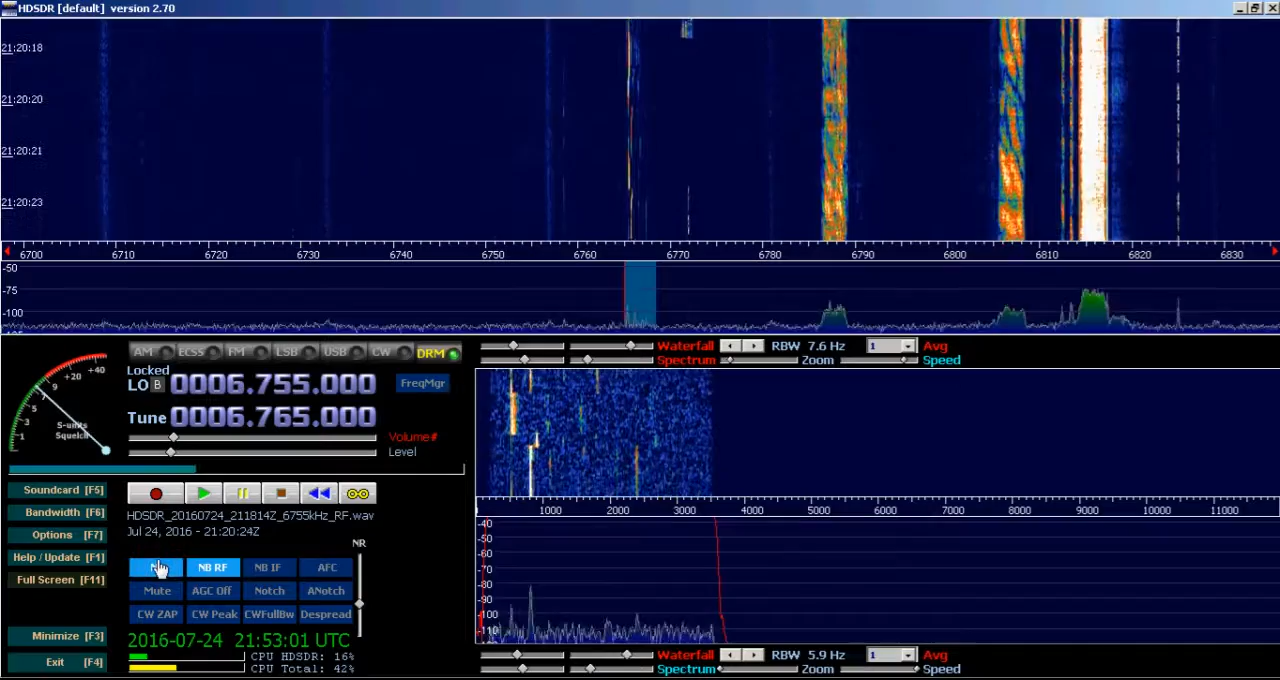 HDSDR [default]  version 2.70
21:20:18
21:20:20
21:20:21
21:20:23
6700 6710 6720 6730 6740 6750 6760 6770 6780 6790 6800 6810 6820 6830
-50
-75
-100
AM ECSS FM LSB USB CW DRM
Waterfall RBW 7.6 Hz 1 Avg
Spectrum Zoom Speed
Locked
LO B 0006.755.000 FreqMgr
Tune 0006.765.000
1 3 5 7 9 +20 +40
S-units
Squelch
Volume#
Level
Soundcard [F5]
Bandwidth [F6]
Options [F7]
Help / Update [F1]
Full Screen [F11]
Minimize [F3]
Exit [F4]
HDSDR_20160724_211814Z_6755kHz_RF.wav
Jul 24, 2016 - 21:20:24Z
NR
NB RF NB IF AFC
Mute AGC Off Notch ANotch
CW ZAP CW Peak CWFullBw Despread
2016-07-24 21:53:01 UTC
CPU HDSDR: 16%
CPU Total: 42%
1000 2000 3000 4000 5000 6000 7000 8000 9000 10000 11000
-40
-50
-60
-70
-80
-90
-100
-110
Waterfall RBW 5.9 Hz 1 Avg
Spectrum Zoom Speed